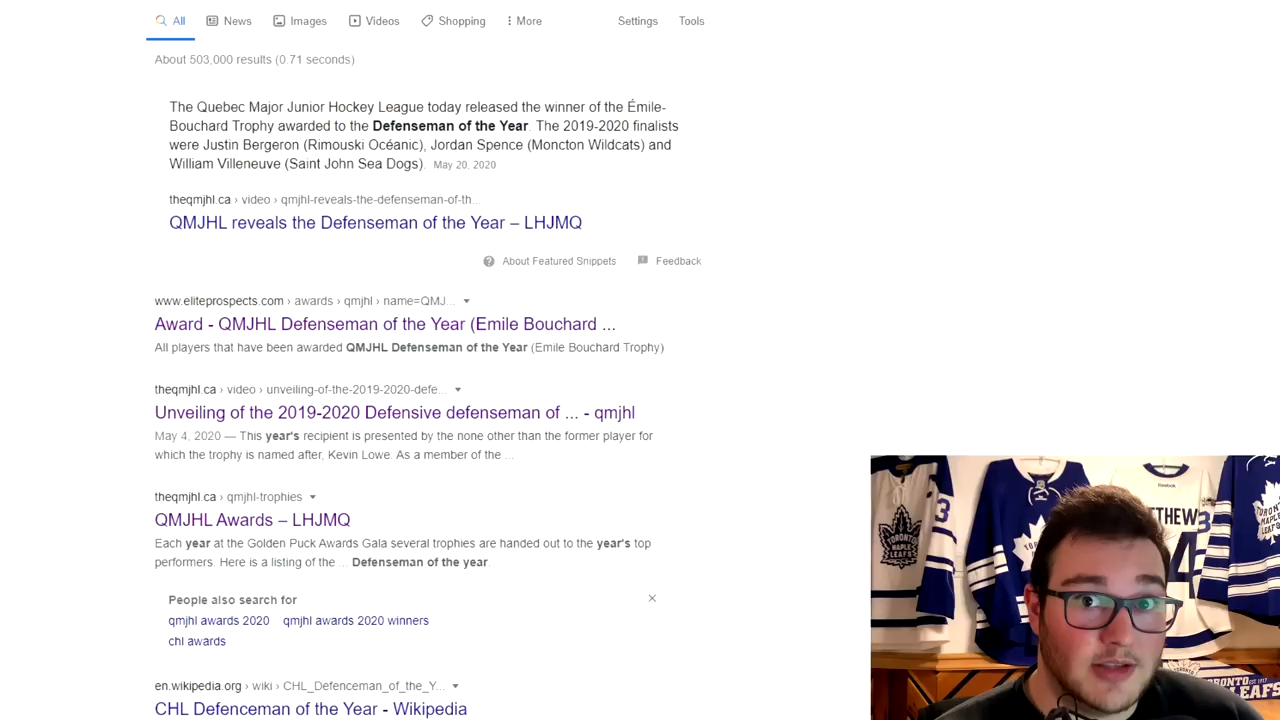 All News Images Videos Shopping More Settings Tools
About 503,000 results (0.71 seconds)
The Quebec Major Junior Hockey League today released the winner of the Émile-
Bouchard Trophy awarded to the Defenseman of the Year. The 2019-2020 finalists
were Justin Bergeron (Rimouski Océanic), Jordan Spence (Moncton Wildcats) and
William Villeneuve (Saint John Sea Dogs). May 20, 2020
theqmjhl.ca › video › qmjhl-reveals-the-defenseman-of-th...
QMJHL reveals the Defenseman of the Year – LHJMQ
About Featured Snippets Feedback
www.eliteprospects.com › awards › qmjhl › name=QMJ...
Award - QMJHL Defenseman of the Year (Emile Bouchard ...
All players that have been awarded QMJHL Defenseman of the Year (Emile Bouchard Trophy)
theqmjhl.ca › video › unveiling-of-the-2019-2020-defe...
Unveiling of the 2019-2020 Defensive defenseman of ... - qmjhl
May 4, 2020 — This year's recipient is presented by the none other than the former player for
which the trophy is named after, Kevin Lowe. As a member of the ...
theqmjhl.ca › qmjhl-trophies
QMJHL Awards – LHJMQ
Each year at the Golden Puck Awards Gala several trophies are handed out to the year's top
performers. Here is a listing of the ... Defenseman of the year.
People also search for
qmjhl awards 2020 qmjhl awards 2020 winners
chl awards
en.wikipedia.org › wiki › CHL_Defenceman_of_the_Y...
CHL Defenceman of the Year - Wikipedia
Reebok
TTHEW
3
3
TORONTO
MAPLE
LEAFS
TORONTO
LEAFS